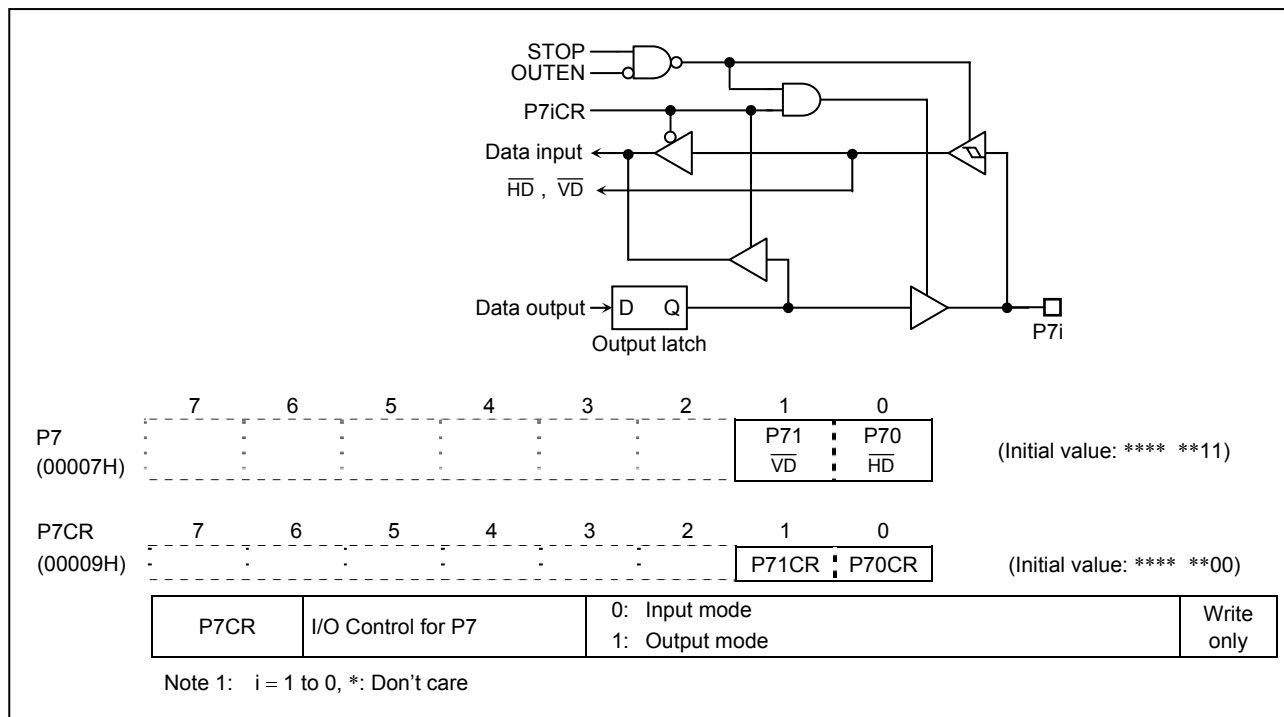 STOP
OUTEN
P7iCR
Data input
HD , VD
Data output D Q
Output latch
P7i
7 6 5 4 3 2 1 0
P7 P71 P70
(00007H) VD HD (Initial value: **** **11)
P7CR 7 6 5 4 3 2 1 0
(00009H) P71CR P70CR (Initial value: **** **00)
P7CR I/O Control for P7 0: Input mode Write
1: Output mode only
Note 1: i = 1 to 0, *: Don't care